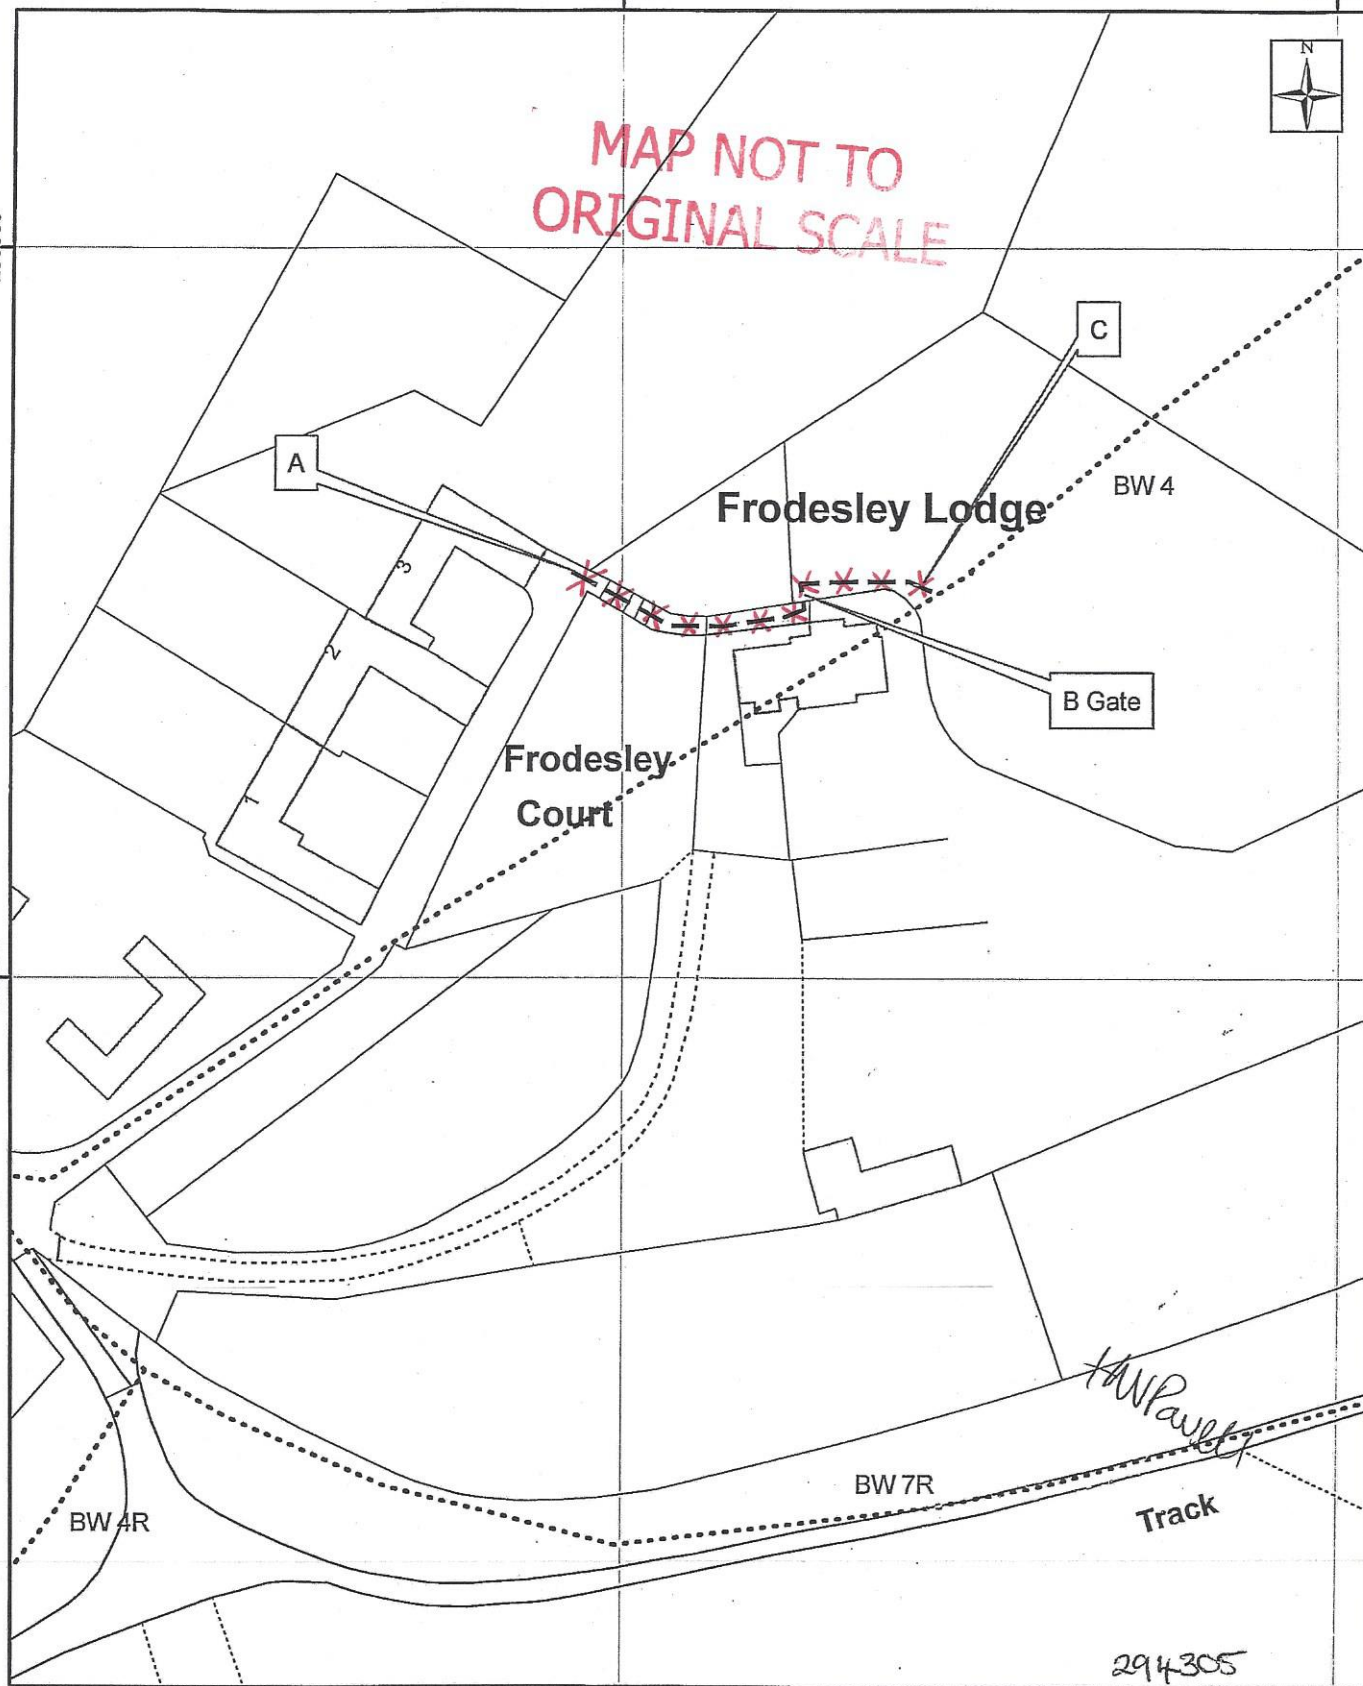 N
MAP NOT TO
ORIGINAL SCALE
C
A
BW 4
Frodesley Lodge
3
2
B Gate
Frodesley
Court
1
BW 7R
BW 4R
Track
294305